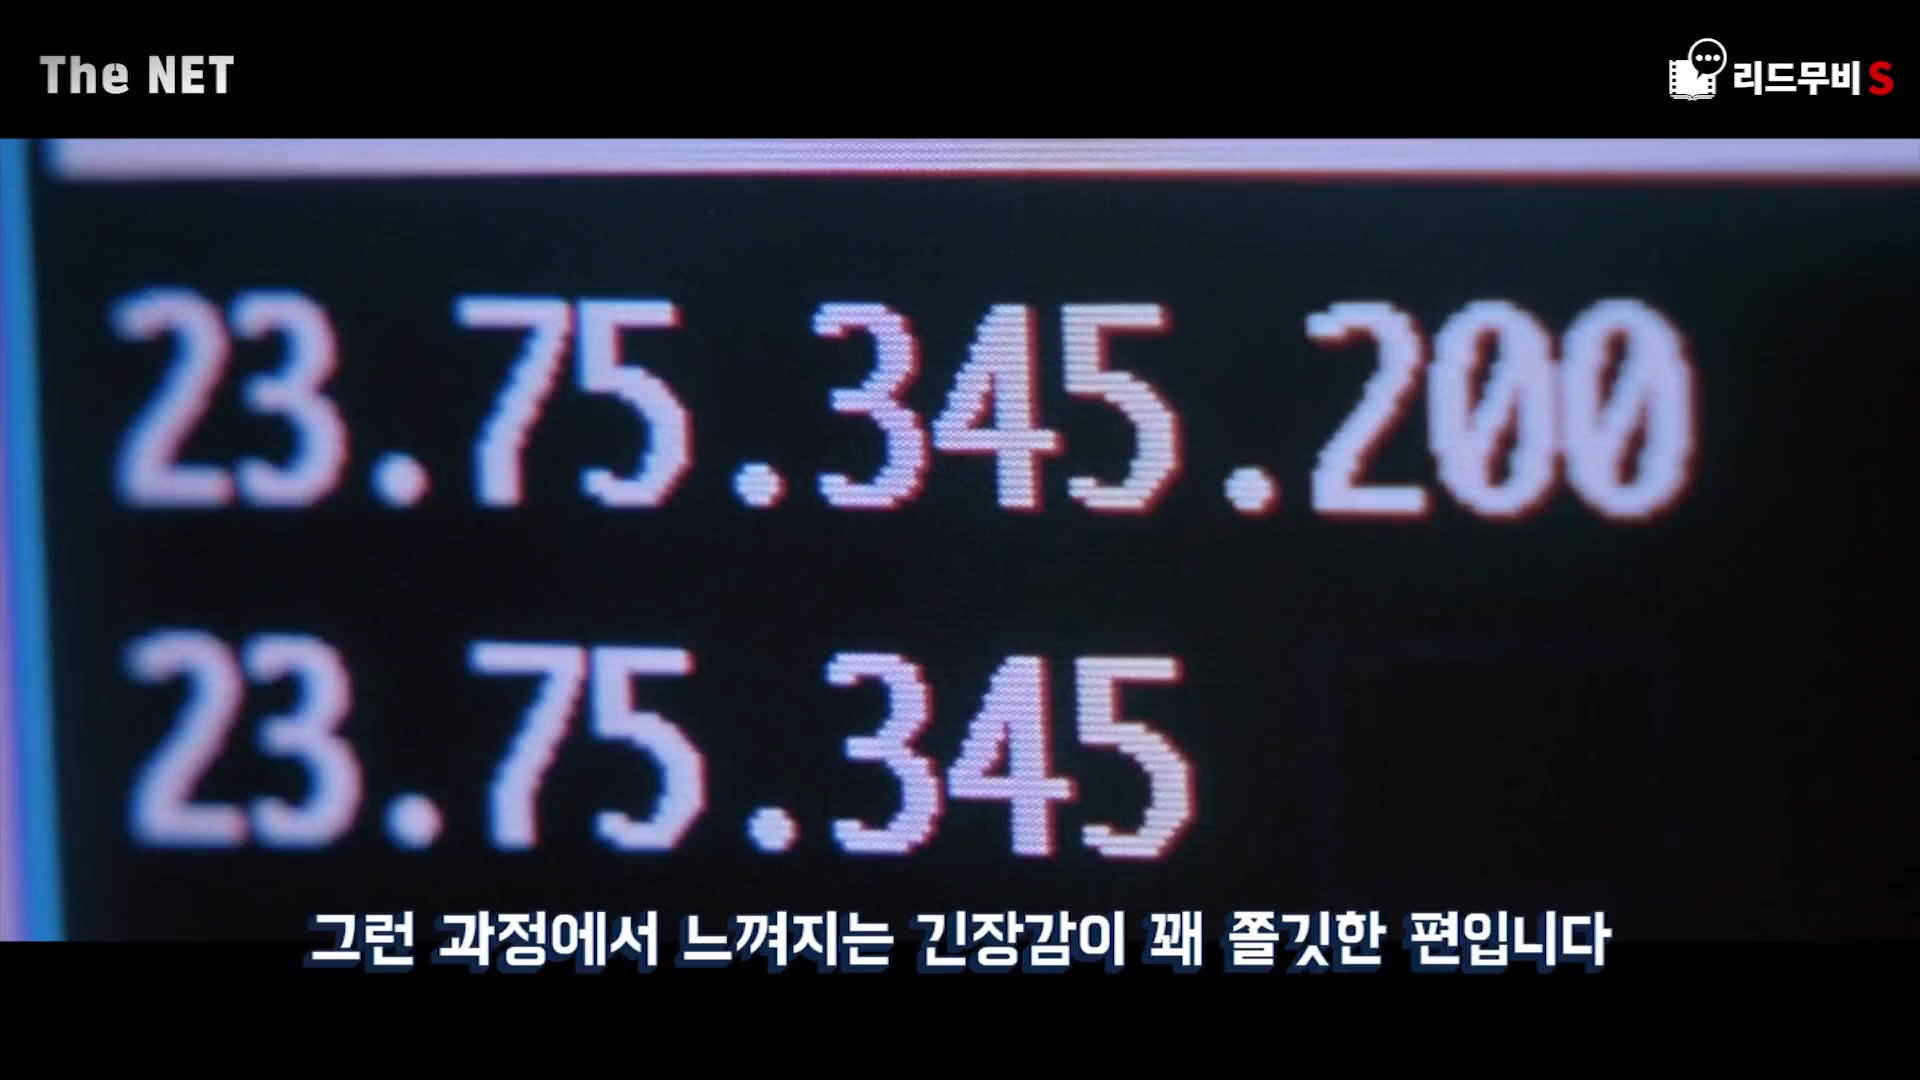 The NET
리드무비 S
23.75.345.200
23.75.345
그런 과정에서 느껴지는 긴장감이 꽤 쫄깃한 편입니다